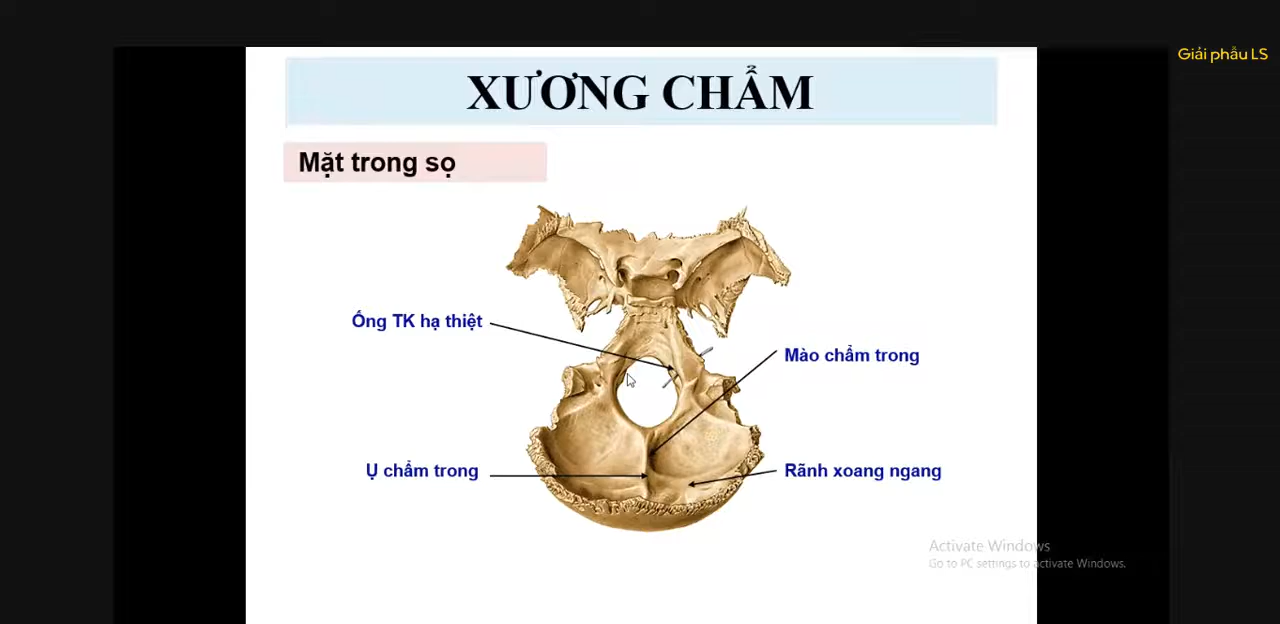 Giải phẫu LS
XƯƠNG CHẨM
Mặt trong sọ
Ống TK hạ thiệt
Mào chẩm trong
Ụ chẩm trong
Rãnh xoang ngang
Activate Windows
Go to PC settings to activate Windows.